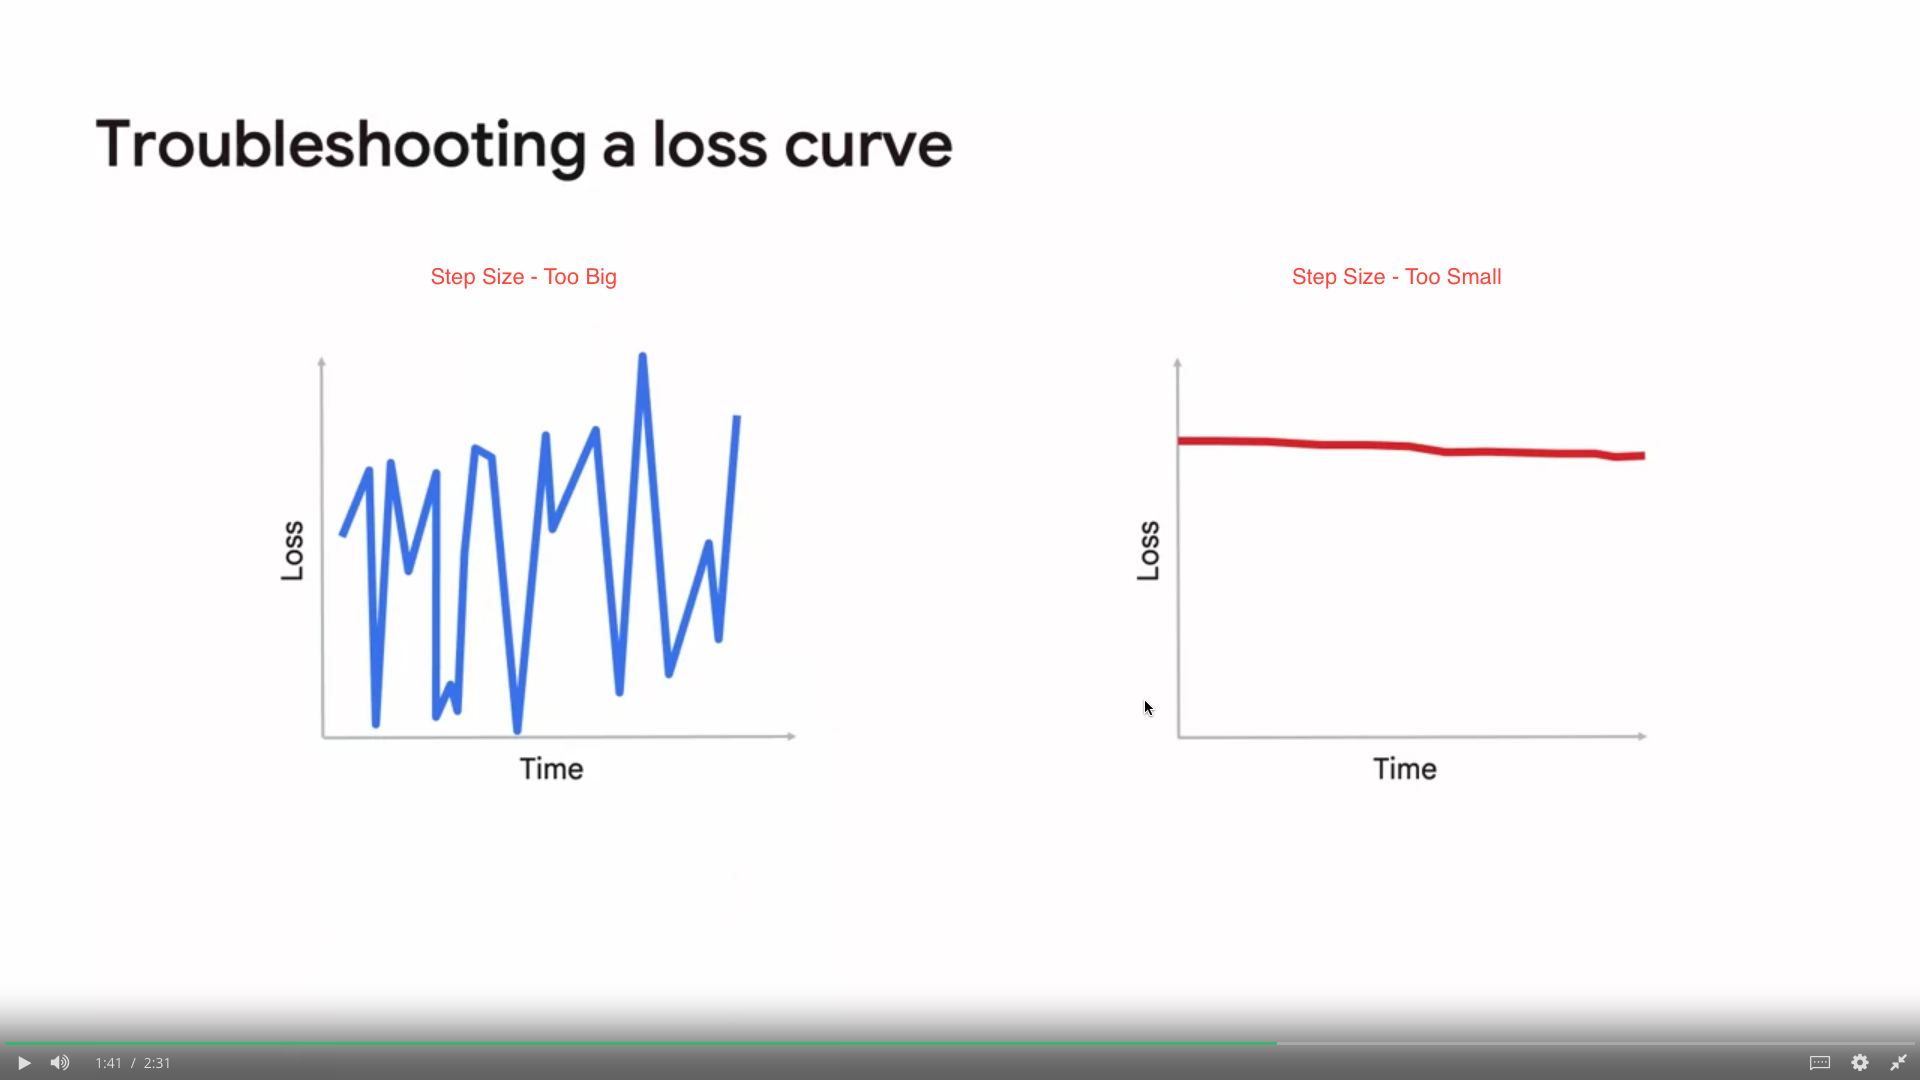 Troubleshooting a loss curve
Step Size - Too Big
Step Size - Too Small
Loss
Time
Loss
Time
1:41 / 2:31